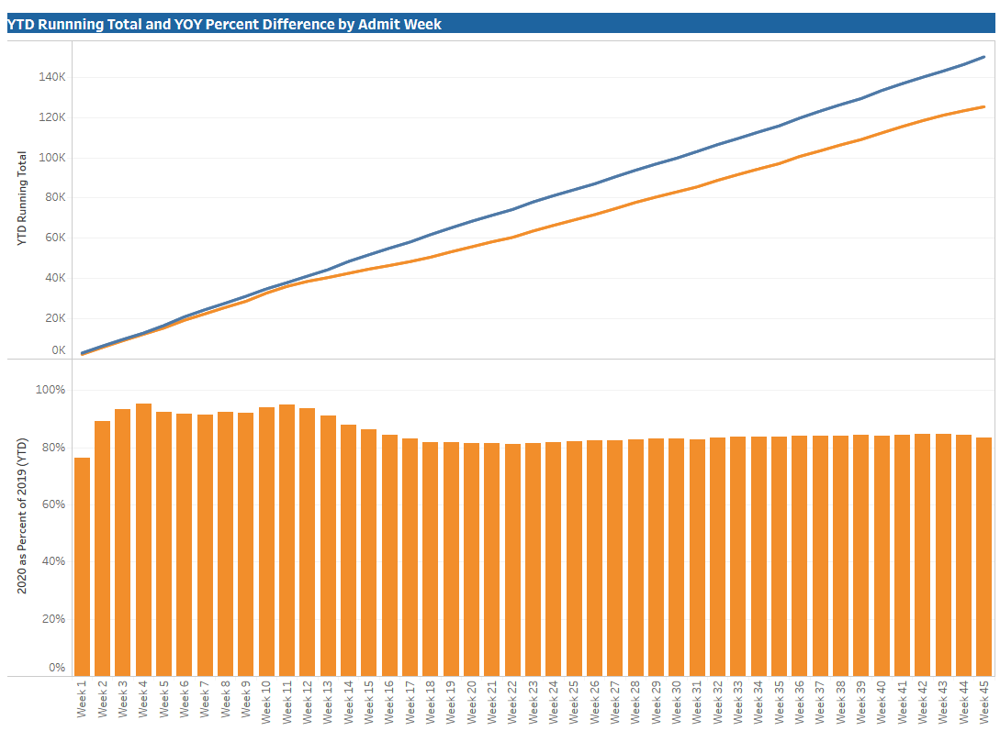 YTD Runnning Total and YOY Percent Difference by Admit Week
YTD Running Total
140K
120K
100K
80K
60K
40K
20K
0K
2020 as Percent of 2019 (YTD)
100%
80%
60%
40%
20%
0%
Week 1
Week 2
Week 3
Week 4
Week 5
Week 6
Week 7
Week 8
Week 9
Week 10
Week 11
Week 12
Week 13
Week 14
Week 15
Week 16
Week 17
Week 18
Week 19
Week 20
Week 21
Week 22
Week 23
Week 24
Week 25
Week 26
Week 27
Week 28
Week 29
Week 30
Week 31
Week 32
Week 33
Week 34
Week 35
Week 36
Week 37
Week 38
Week 39
Week 40
Week 41
Week 42
Week 43
Week 44
Week 45